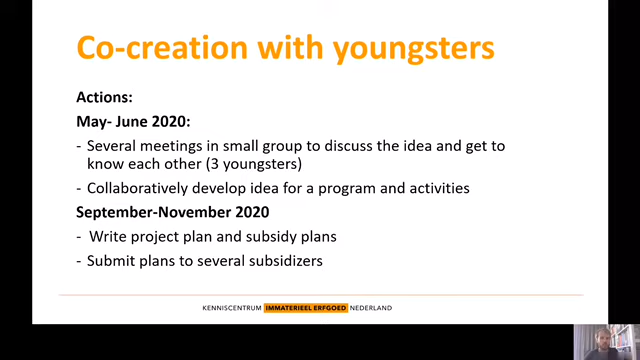 Co-creation with youngsters
Actions:
May- June 2020:
- Several meetings in small group to discuss the idea and get to
know each other (3 youngsters)
- Collaboratively develop idea for a program and activities
September-November 2020
- Write project plan and subsidy plans
- Submit plans to several subsidizers
KENNISCENTRUM IMMATERIEEL ERFGOED NEDERLAND